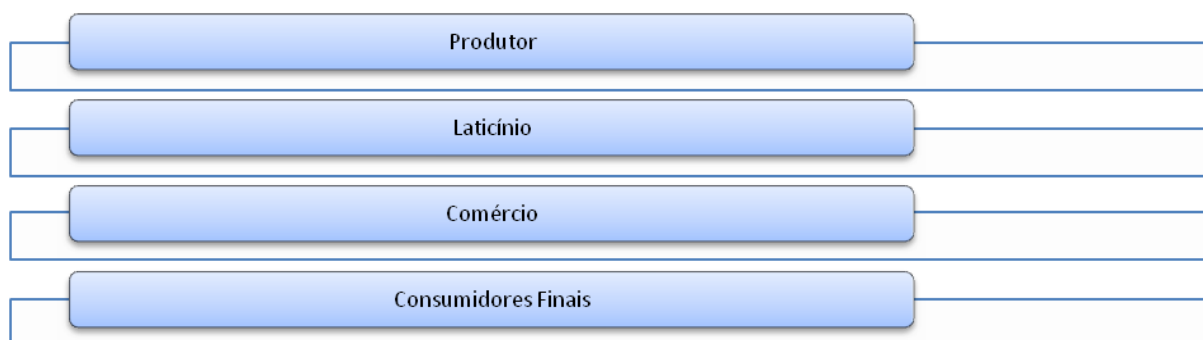 Produtor
Laticínio
Comércio
Consumidores Finais